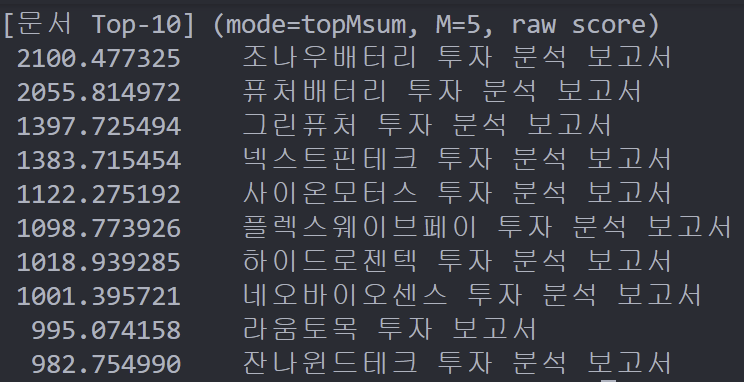 [문서 Top-10] (mode=topMsum, M=5, raw score)
2100.477325 조나우배터리 투자 분석 보고서
2055.814972 퓨처배터리 투자 분석 보고서
1397.725494 그린퓨처 투자 분석 보고서
1383.715454 넥스트핀테크 투자 분석 보고서
1122.275192 사이온모터스 투자 분석 보고서
1098.773926 플렉스웨이브페이 투자 분석 보고서
1018.939285 하이드로젠텍 투자 분석 보고서
1001.395721 네오바이오센스 투자 분석 보고서
995.074158 라움토목 투자 보고서
982.754990 잔나윈드테크 투자 분석 보고서